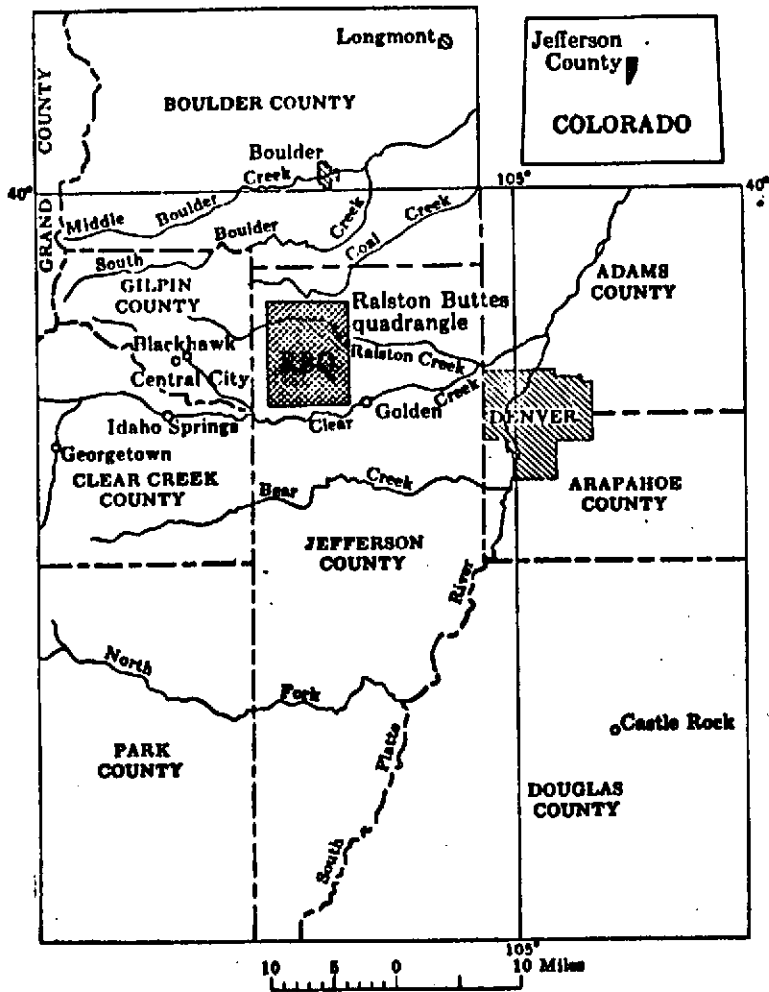 Longmont
Jefferson
County
COLORADO
BOULDER COUNTY
GRAND COUNTY
Boulder
Creek
40°
105°
40°
Middle
Boulder
Boulder
Creek
Creek
South
Coal
ADAMS
COUNTY
GILPIN
COUNTY
Ralston Buttes
quadrangle
Blackhawk
RBQ
Ralston Creek
Central City
Creek
Golden
DENVER
Idaho Springs
Clear
Georgetown
CLEAR CREEK
COUNTY
Bear
Creek
ARAPAHOE
COUNTY
JEFFERSON
COUNTY
River
North
Fork
Castle Rock
PARK
COUNTY
Platte
DOUGLAS
COUNTY
South
105°
10 5 0 10 Miles